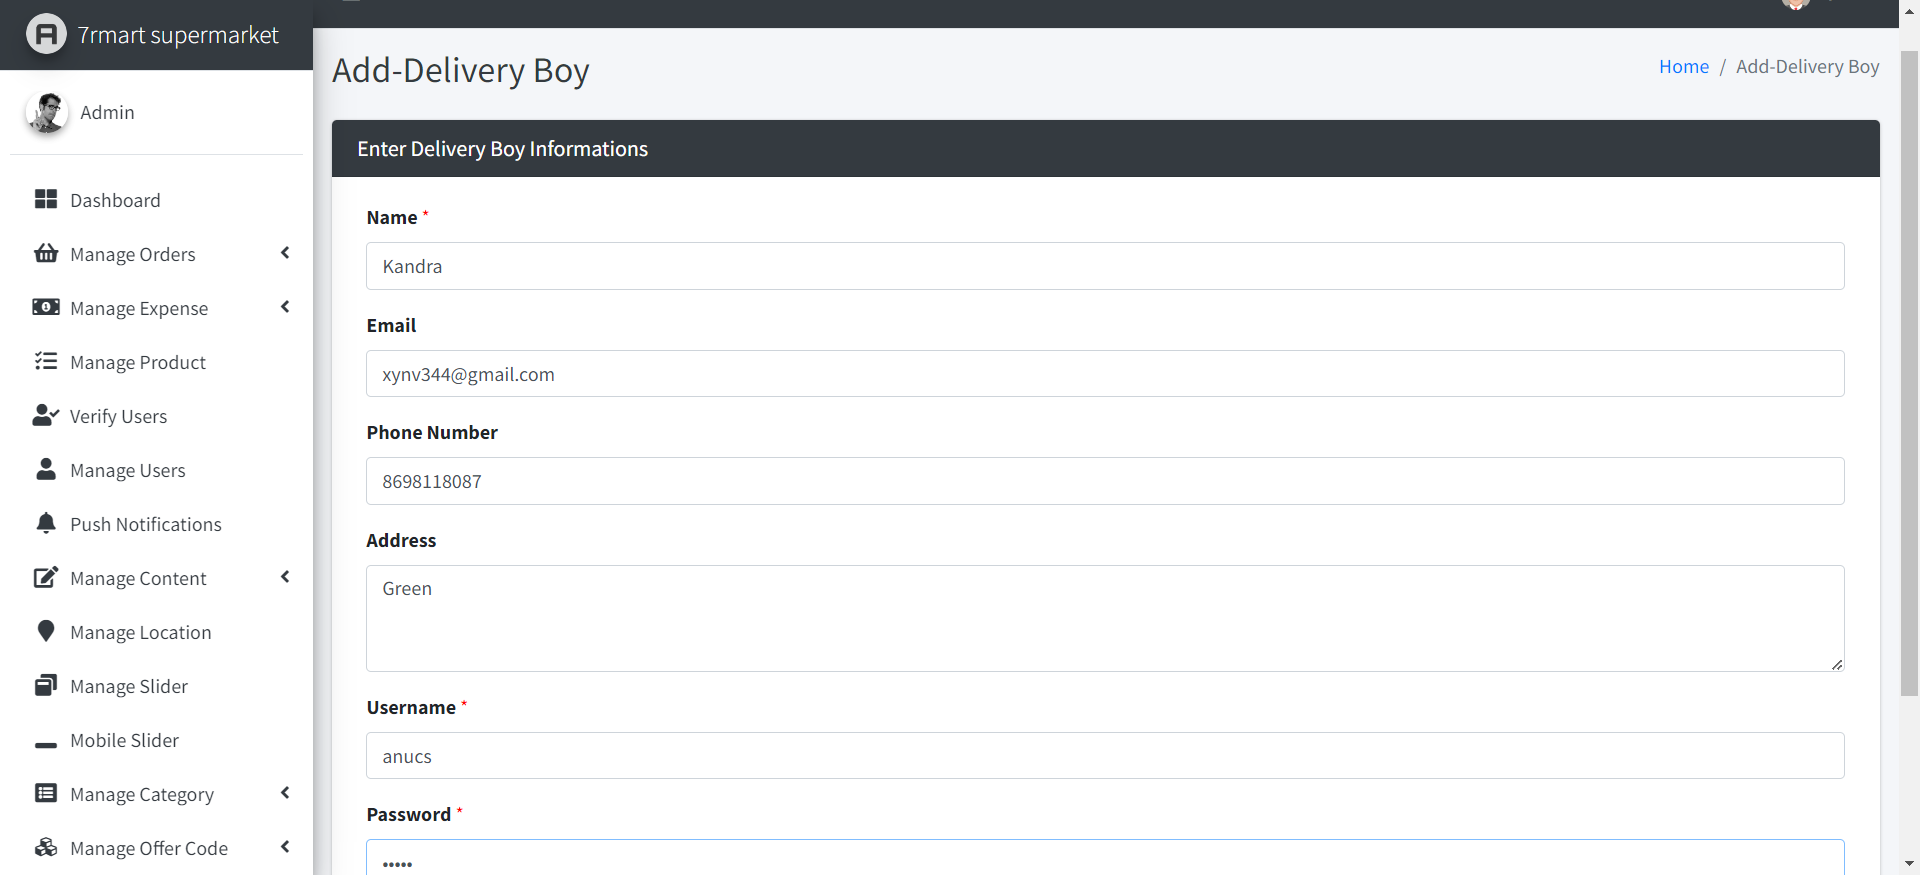 7rmart supermarket
Admin
Dashboard
Manage Orders
Manage Expense
Manage Product
Verify Users
Manage Users
Push Notifications
Manage Content
Manage Location
Manage Slider
Mobile Slider
Manage Category
Manage Offer Code
Add-Delivery Boy
Home / Add-Delivery Boy
Enter Delivery Boy Informations
Name *
Kandra
Email
xynv344@gmail.com
Phone Number
8698118087
Address
Green
Username *
anucs
Password *
•••••